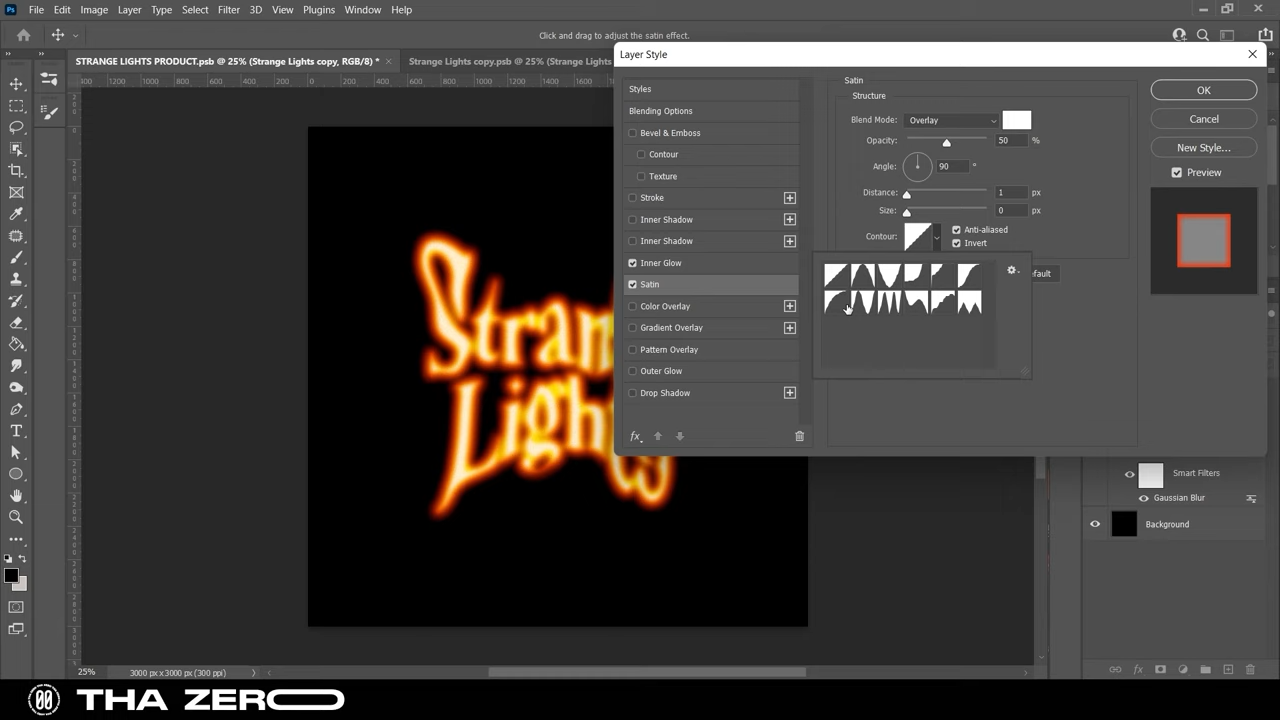 Ps File Edit Image Layer Type Select Filter 3D View Plugins Window Help
Click and drag to adjust the satin effect.
STRANGE LIGHTS PRODUCT.psb @ 25% (Strange Lights copy, RGB/8) *
Strange Lights copy.psb @ 25% (Strange Lights
Layer Style
Styles
Blending Options
Bevel & Emboss
Contour
Texture
Stroke
Inner Shadow
Inner Shadow
Inner Glow
Satin
Color Overlay
Gradient Overlay
Pattern Overlay
Outer Glow
Drop Shadow
fx
Satin
Structure
Blend Mode: Overlay
Opacity: 50 %
Angle: 90 °
Distance: 1 px
Size: 0 px
Contour:
Anti-aliased
Invert
efault
OK
Cancel
New Style...
Preview
Stran
Lights
Smart Filters
Gaussian Blur
Background
25% 3000 px x 3000 px (300 ppi)
00 THA ZERO